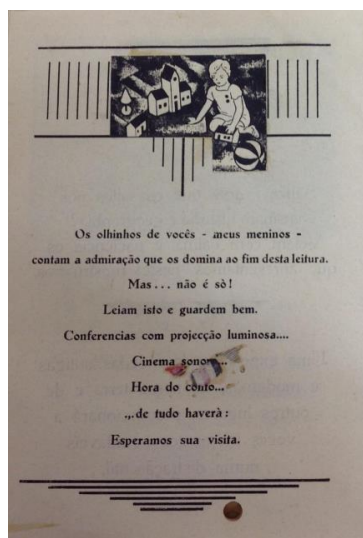 Os olhinhos de vocês - meus meninos -
contam a admiração que os domina ao fim desta leitura.
Mas... não é sò!
Leiam isto e guardem bem.
Conferencias com projecção luminosa....
Cinema sonoro...
Hora do conto...
...de tudo haverà:
Esperamos sua visita.